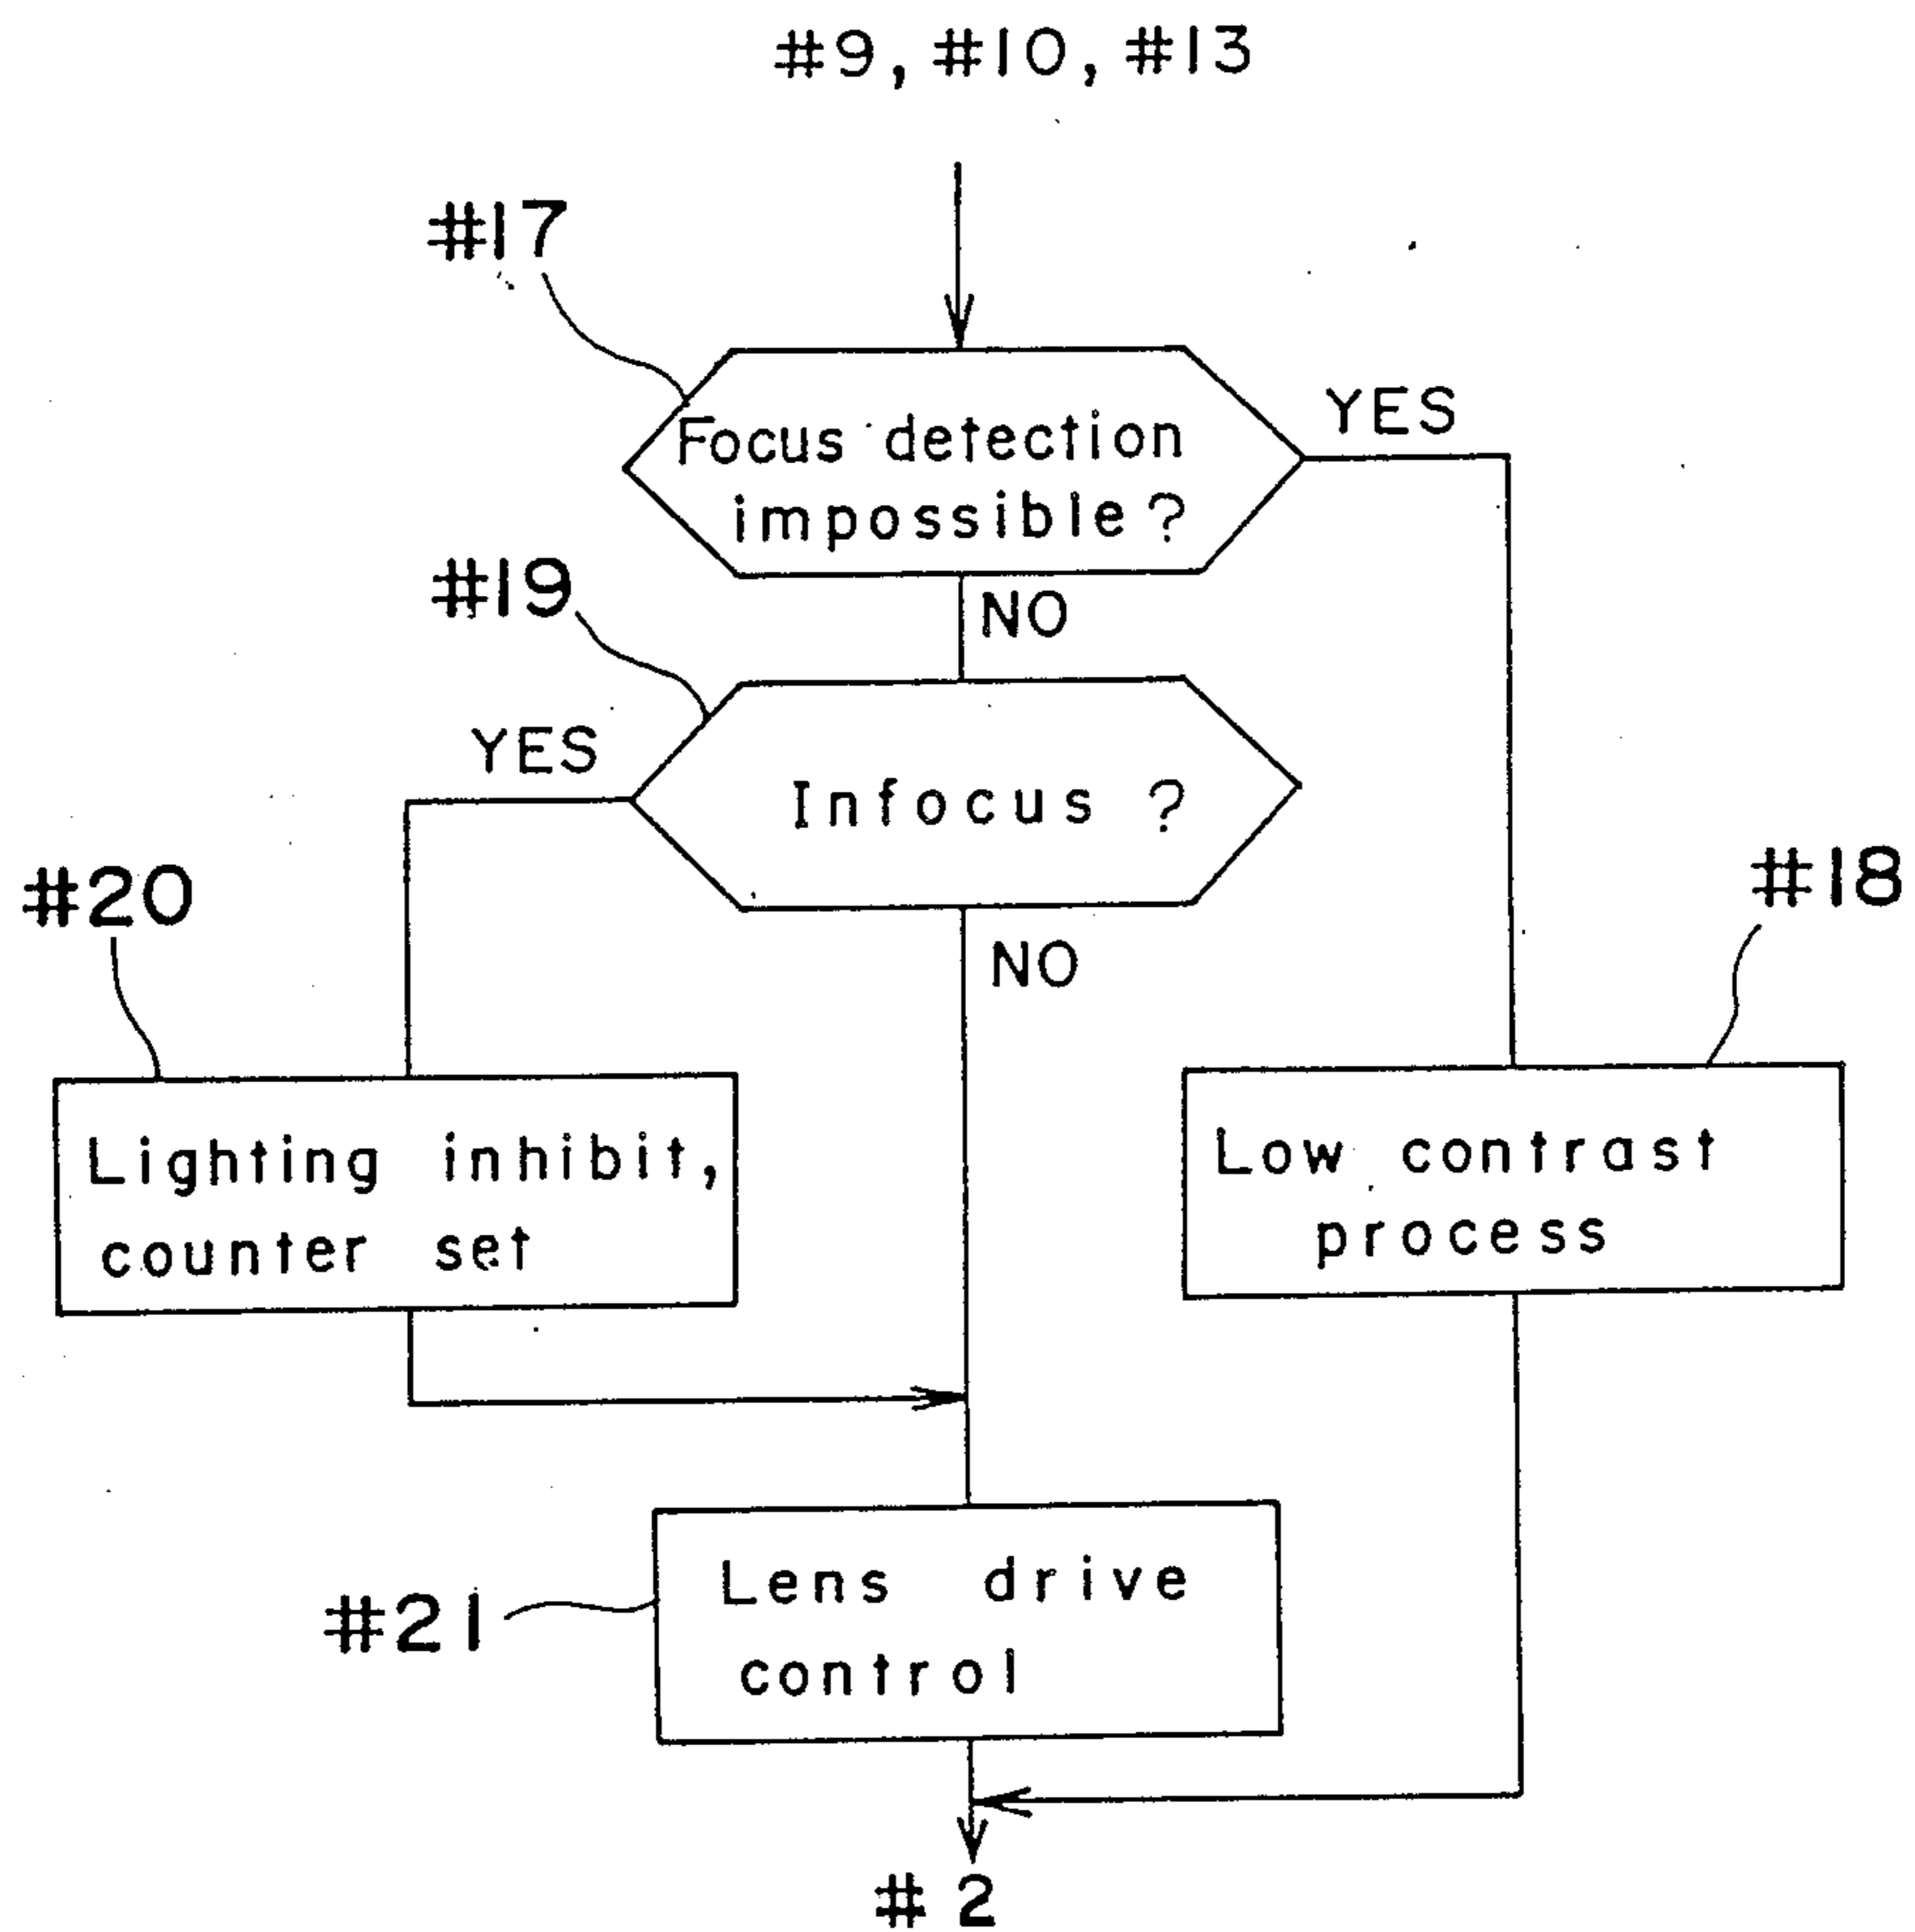 #9, #10, #13
#17
Focus detection
impossible?
YES
NO
#19
YES
Infocus ?
NO
#20
#18
Lighting inhibit,
counter set
Low contrast
process
#21
Lens drive
control
#2